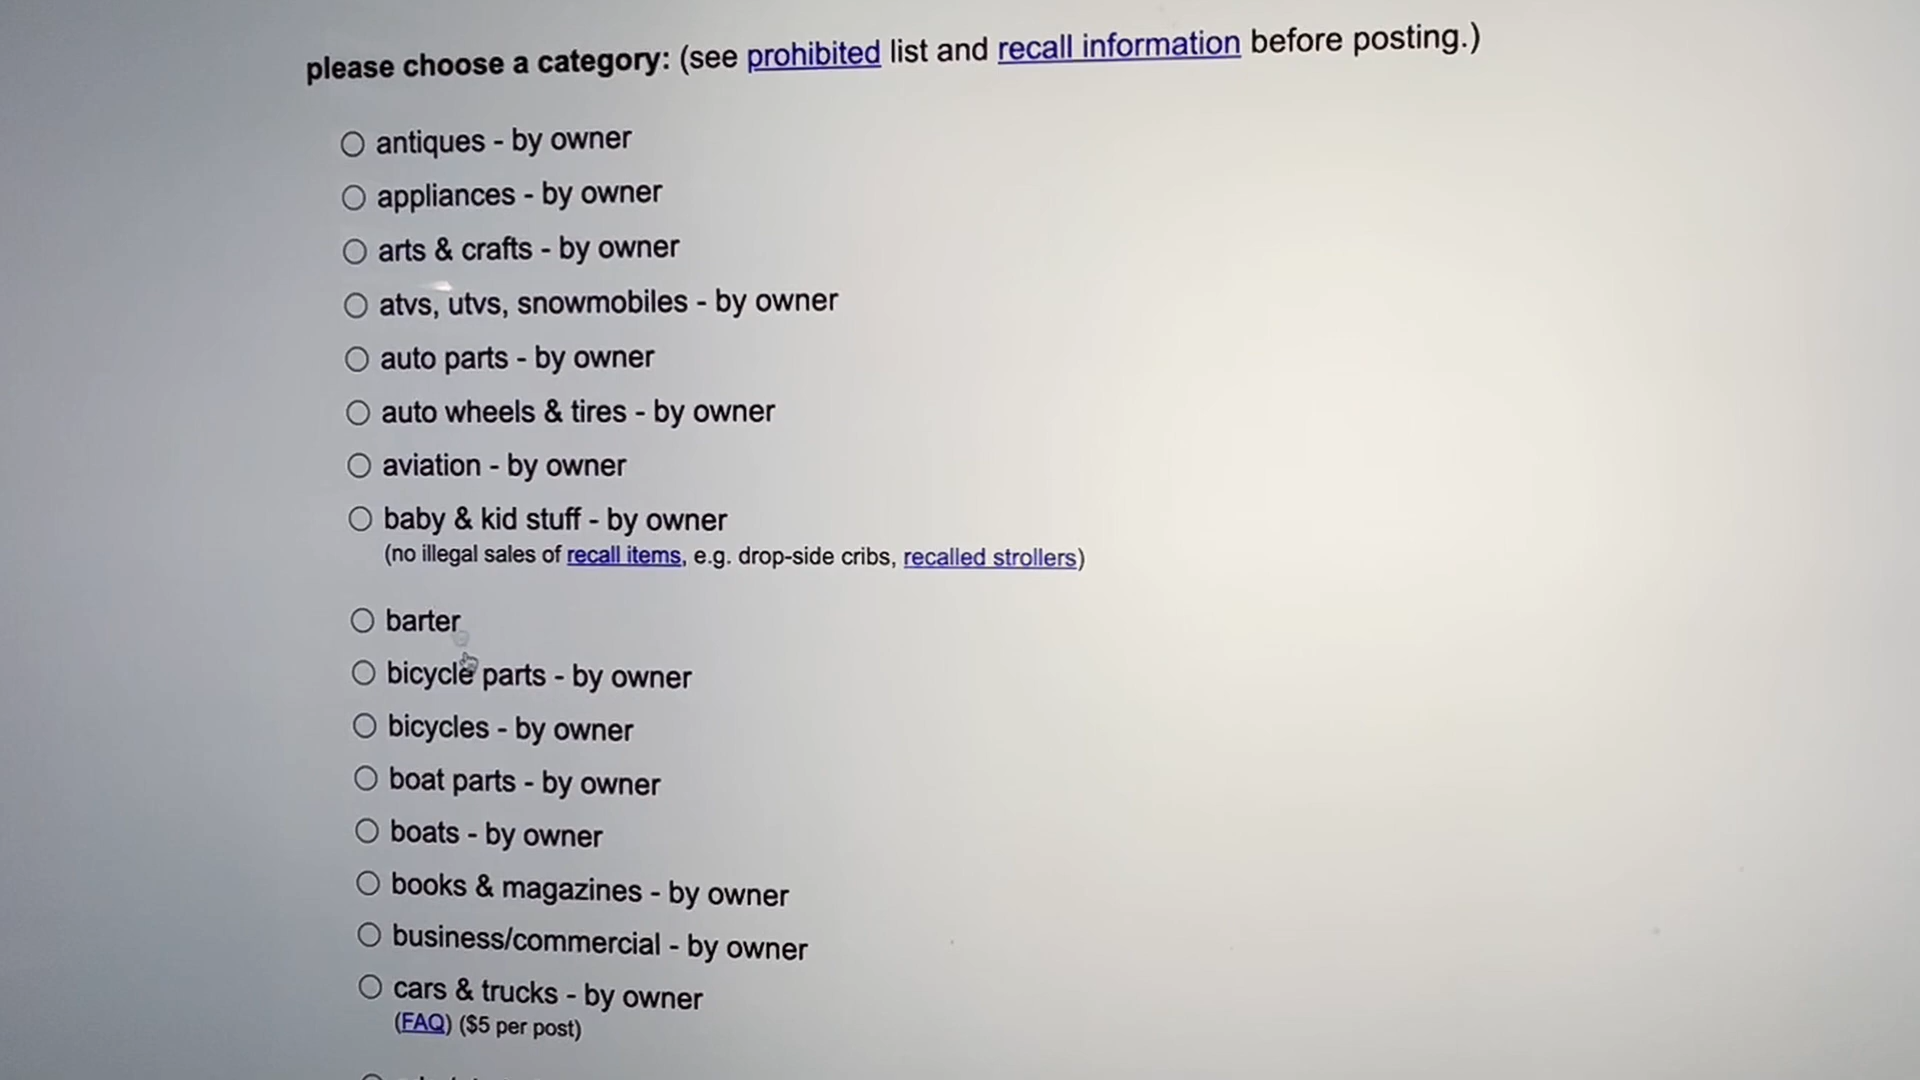 please choose a category: (see prohibited list and recall information before posting.)
antiques - by owner
appliances - by owner
arts & crafts - by owner
atvs, utvs, snowmobiles - by owner
auto parts - by owner
auto wheels & tires - by owner
aviation - by owner
baby & kid stuff - by owner
(no illegal sales of recall items, e.g. drop-side cribs, recalled strollers)
barter
bicycle parts - by owner
bicycles - by owner
boat parts - by owner
boats - by owner
books & magazines - by owner
business/commercial - by owner
cars & trucks - by owner
(FAQ) ($5 per post)